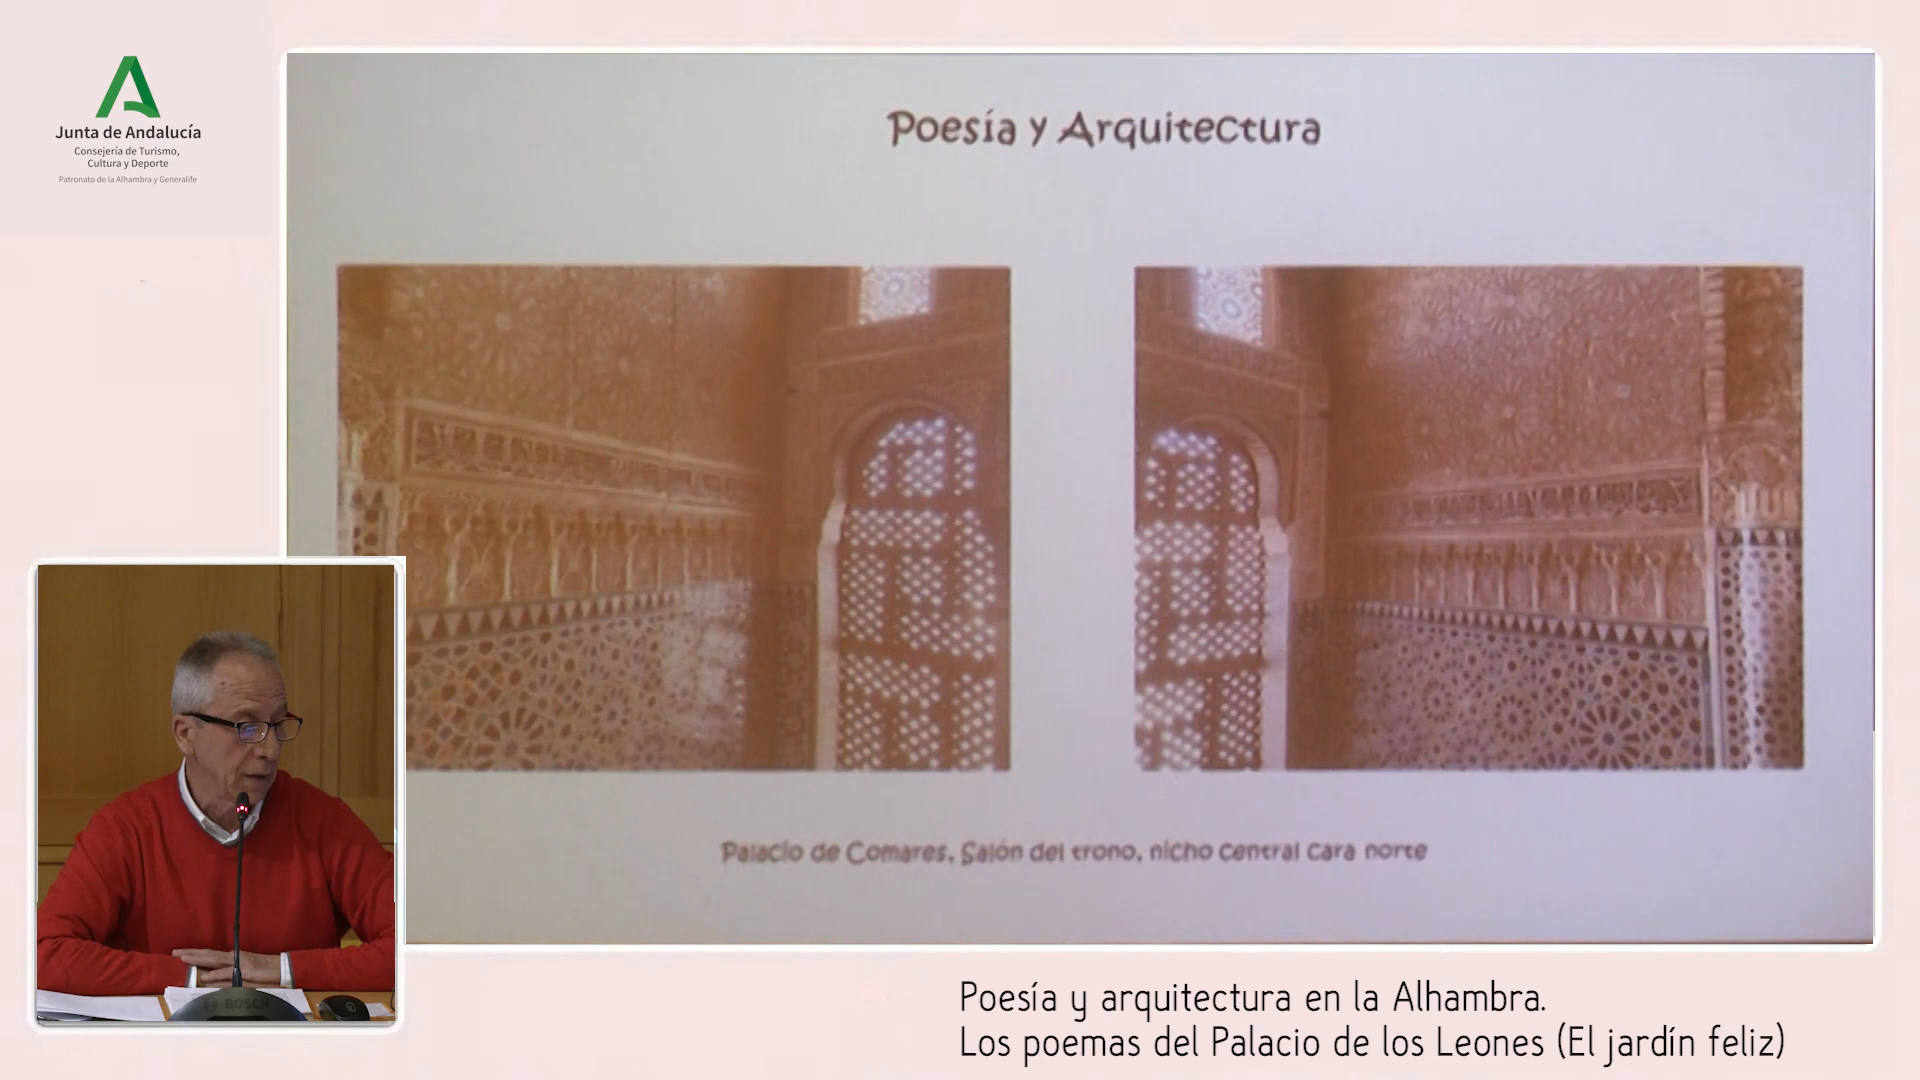 Junta de Andalucía
Consejería de Turismo,
Cultura y Deporte
Patronato de la Alhambra y Generalife
Poesía y Arquitectura
Palacio de Comares, Salón del trono, nicho central cara norte
BOSCH
Poesía y arquitectura en la Alhambra.
Los poemas del Palacio de los Leones (El jardín feliz)